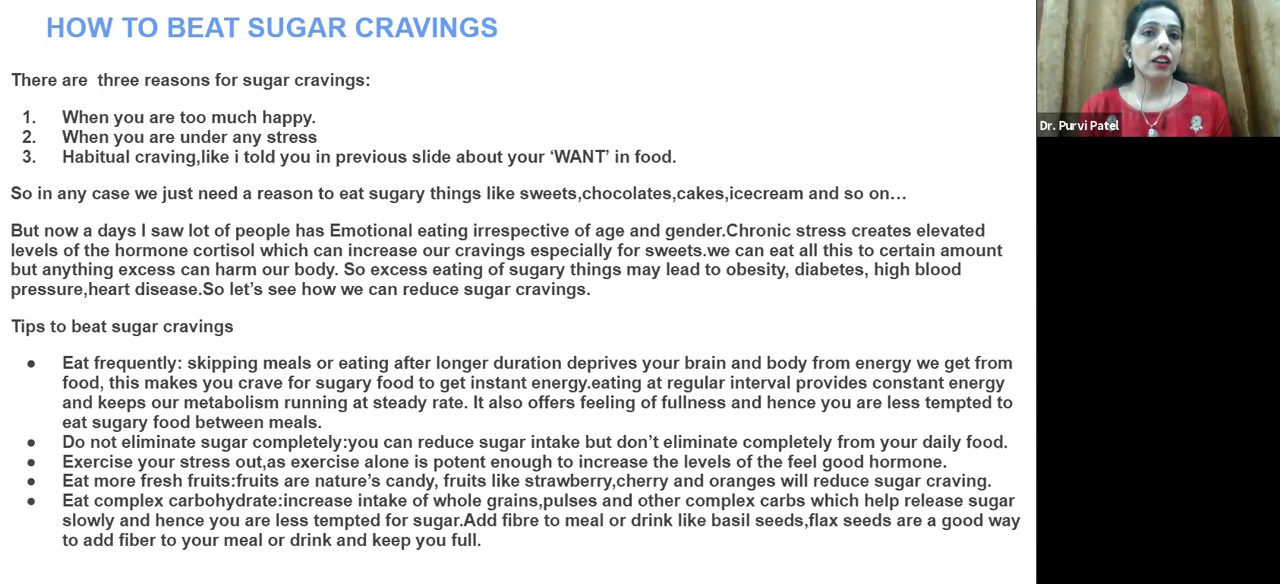 HOW TO BEAT SUGAR CRAVINGS
There are  three reasons for sugar cravings:
1. When you are too much happy.
2. When you are under any stress
3. Habitual craving,like i told you in previous slide about your ‘WANT’ in food.
So in any case we just need a reason to eat sugary things like sweets,chocolates,cakes,icecream and so on…
But now a days I saw lot of people has Emotional eating irrespective of age and gender.Chronic stress creates elevated
levels of the hormone cortisol which can increase our cravings especially for sweets.we can eat all this to certain amount
but anything excess can harm our body. So excess eating of sugary things may lead to obesity, diabetes, high blood
pressure,heart disease.So let’s see how we can reduce sugar cravings.
Tips to beat sugar cravings
● Eat frequently: skipping meals or eating after longer duration deprives your brain and body from energy we get from
food, this makes you crave for sugary food to get instant energy.eating at regular interval provides constant energy
and keeps our metabolism running at steady rate. It also offers feeling of fullness and hence you are less tempted to
eat sugary food between meals.
● Do not eliminate sugar completely:you can reduce sugar intake but don’t eliminate completely from your daily food.
● Exercise your stress out,as exercise alone is potent enough to increase the levels of the feel good hormone.
● Eat more fresh fruits:fruits are nature’s candy, fruits like strawberry,cherry and oranges will reduce sugar craving.
● Eat complex carbohydrate:increase intake of whole grains,pulses and other complex carbs which help release sugar
slowly and hence you are less tempted for sugar.Add fibre to meal or drink like basil seeds,flax seeds are a good way
to add fiber to your meal or drink and keep you full.
Dr. Purvi Patel